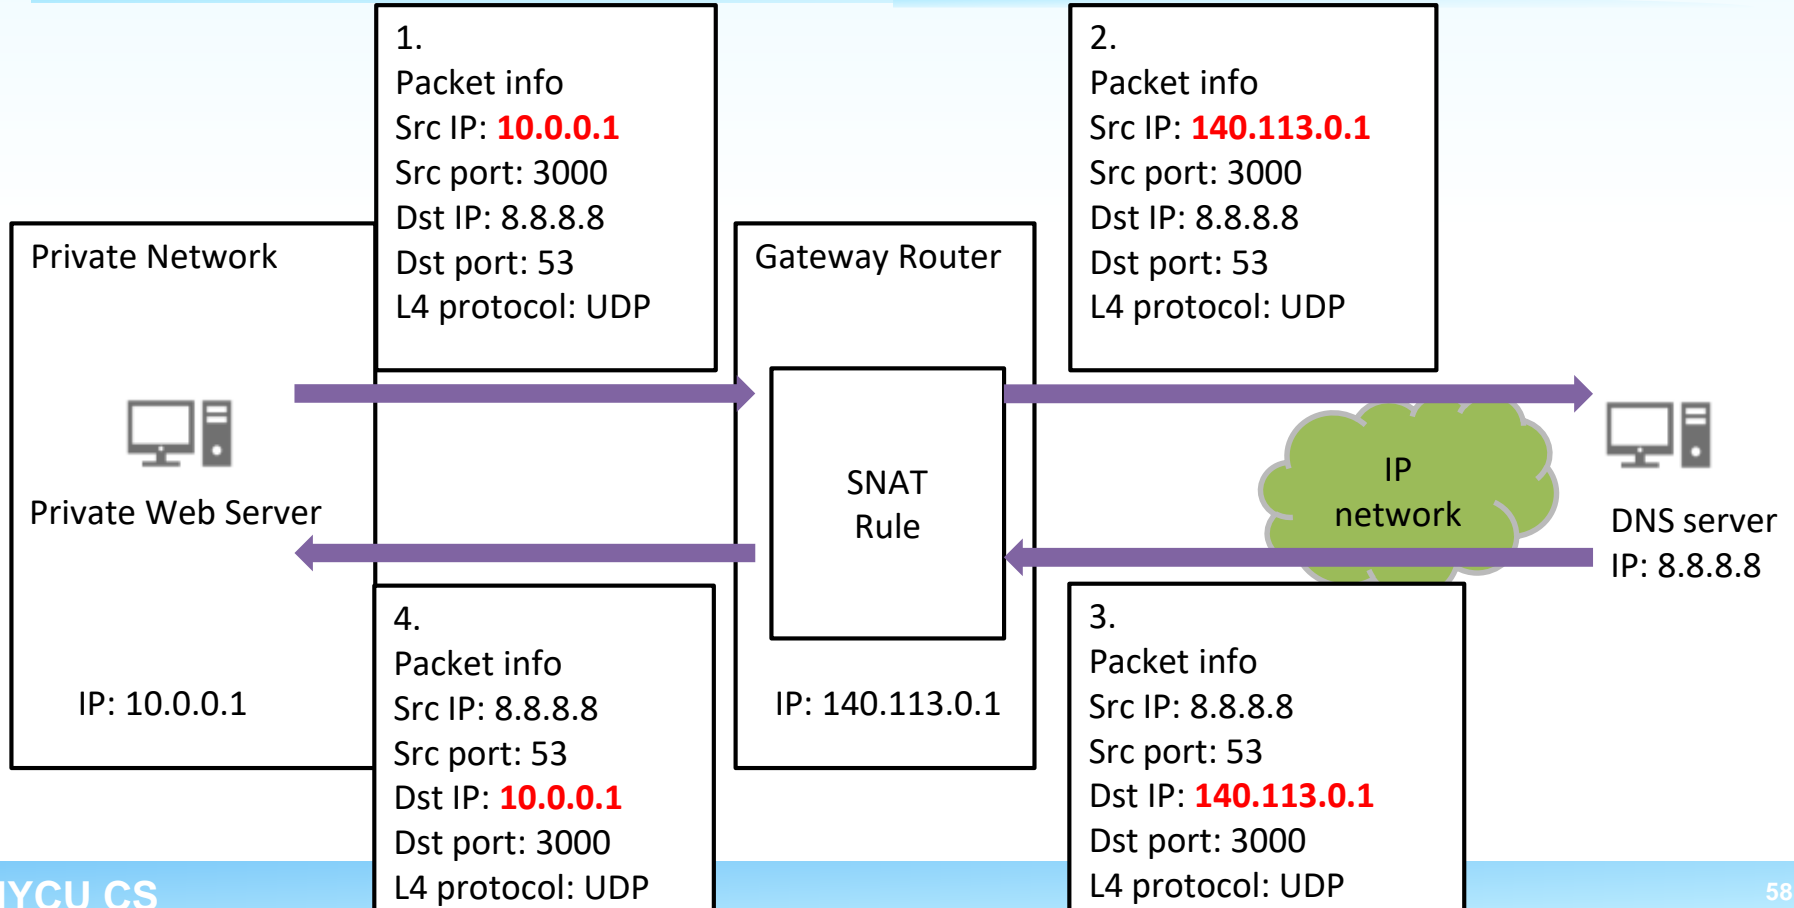 1.
Packet info
Src IP: 10.0.0.1
Src port: 3000
Dst IP: 8.8.8.8
Dst port: 53
L4 protocol: UDP
2.
Packet info
Src IP: 140.113.0.1
Src port: 3000
Dst IP: 8.8.8.8
Dst port: 53
L4 protocol: UDP
Private Network
Private Web Server
IP: 10.0.0.1
Gateway Router
SNAT
Rule
IP: 140.113.0.1
IP
network
DNS server
IP: 8.8.8.8
4.
Packet info
Src IP: 8.8.8.8
Src port: 53
Dst IP: 10.0.0.1
Dst port: 3000
L4 protocol: UDP
3.
Packet info
Src IP: 8.8.8.8
Src port: 53
Dst IP: 140.113.0.1
Dst port: 3000
L4 protocol: UDP
YCU CS
58